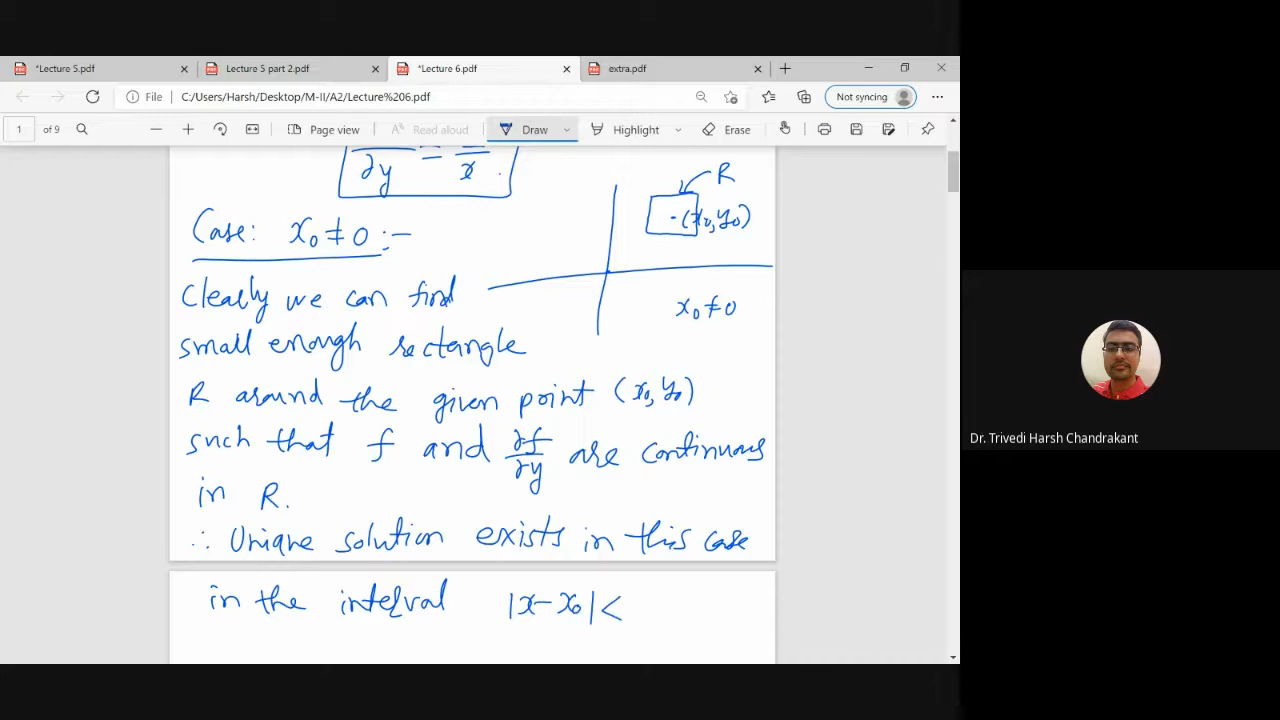 *Lecture 5.pdf
Lecture 5 part 2.pdf
*Lecture 6.pdf
extra.pdf
File
C:/Users/Harsh/Desktop/M-II/A2/Lecture%206.pdf
Not syncing
1 of 9
Page view
Read aloud
Draw
Highlight
Erase
∂y = x
R
(x₀, y₀)
Case: x₀ ≠ 0 :-
x₀ ≠ 0
Clearly we can find
small enough rectangle
R around the given point (x₀, y₀)
such that f and ∂f/∂y are continuous
in R.
∴ Unique solution exists in this case
in the interval |x - x₀| <
Dr. Trivedi Harsh Chandrakant